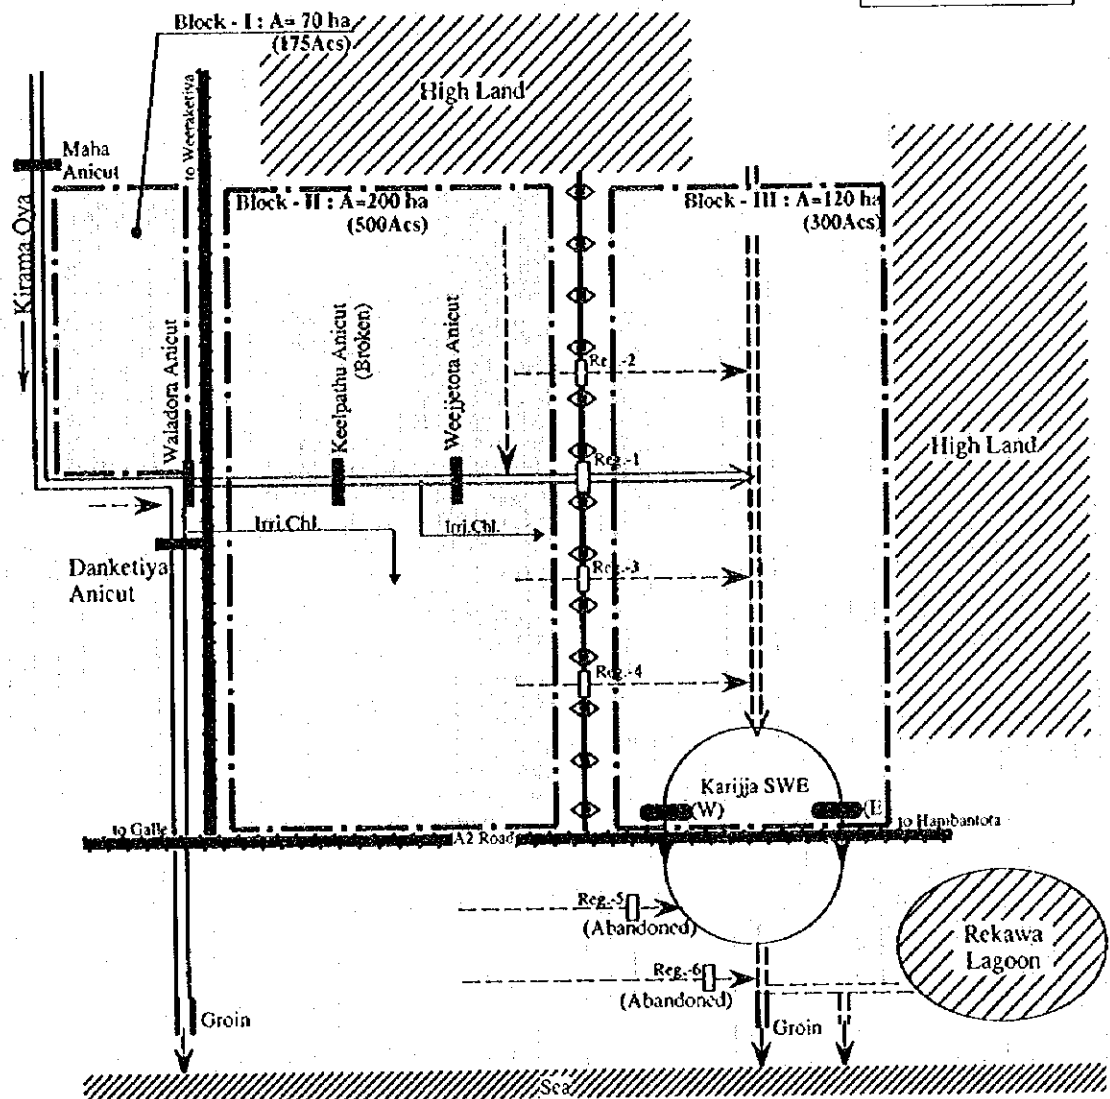 Block - I : A= 70 ha
(175Acs)
High Land
Maha
Anicut
to Weeraketiya
Kirama Oya
Block - II : A=200 ha
(500Acs)
Block - III : A=120 ha
(300Acs)
Waladora Anicut
Keelpathu Anicut
(Broken)
Weejjetota Anicut
Reg.-2
Reg.-1
High Land
Irri.Chl.
Irri.Chl.
Danketiya
Anicut
Reg.-3
Reg.-4
Karijja SWE
(W)
(E
to Galle
A2 Road
to Hambantota
Reg.-5
(Abandoned)
Rekawa
Lagoon
Reg.-6
(Abandoned)
Groin
Groin
Sea